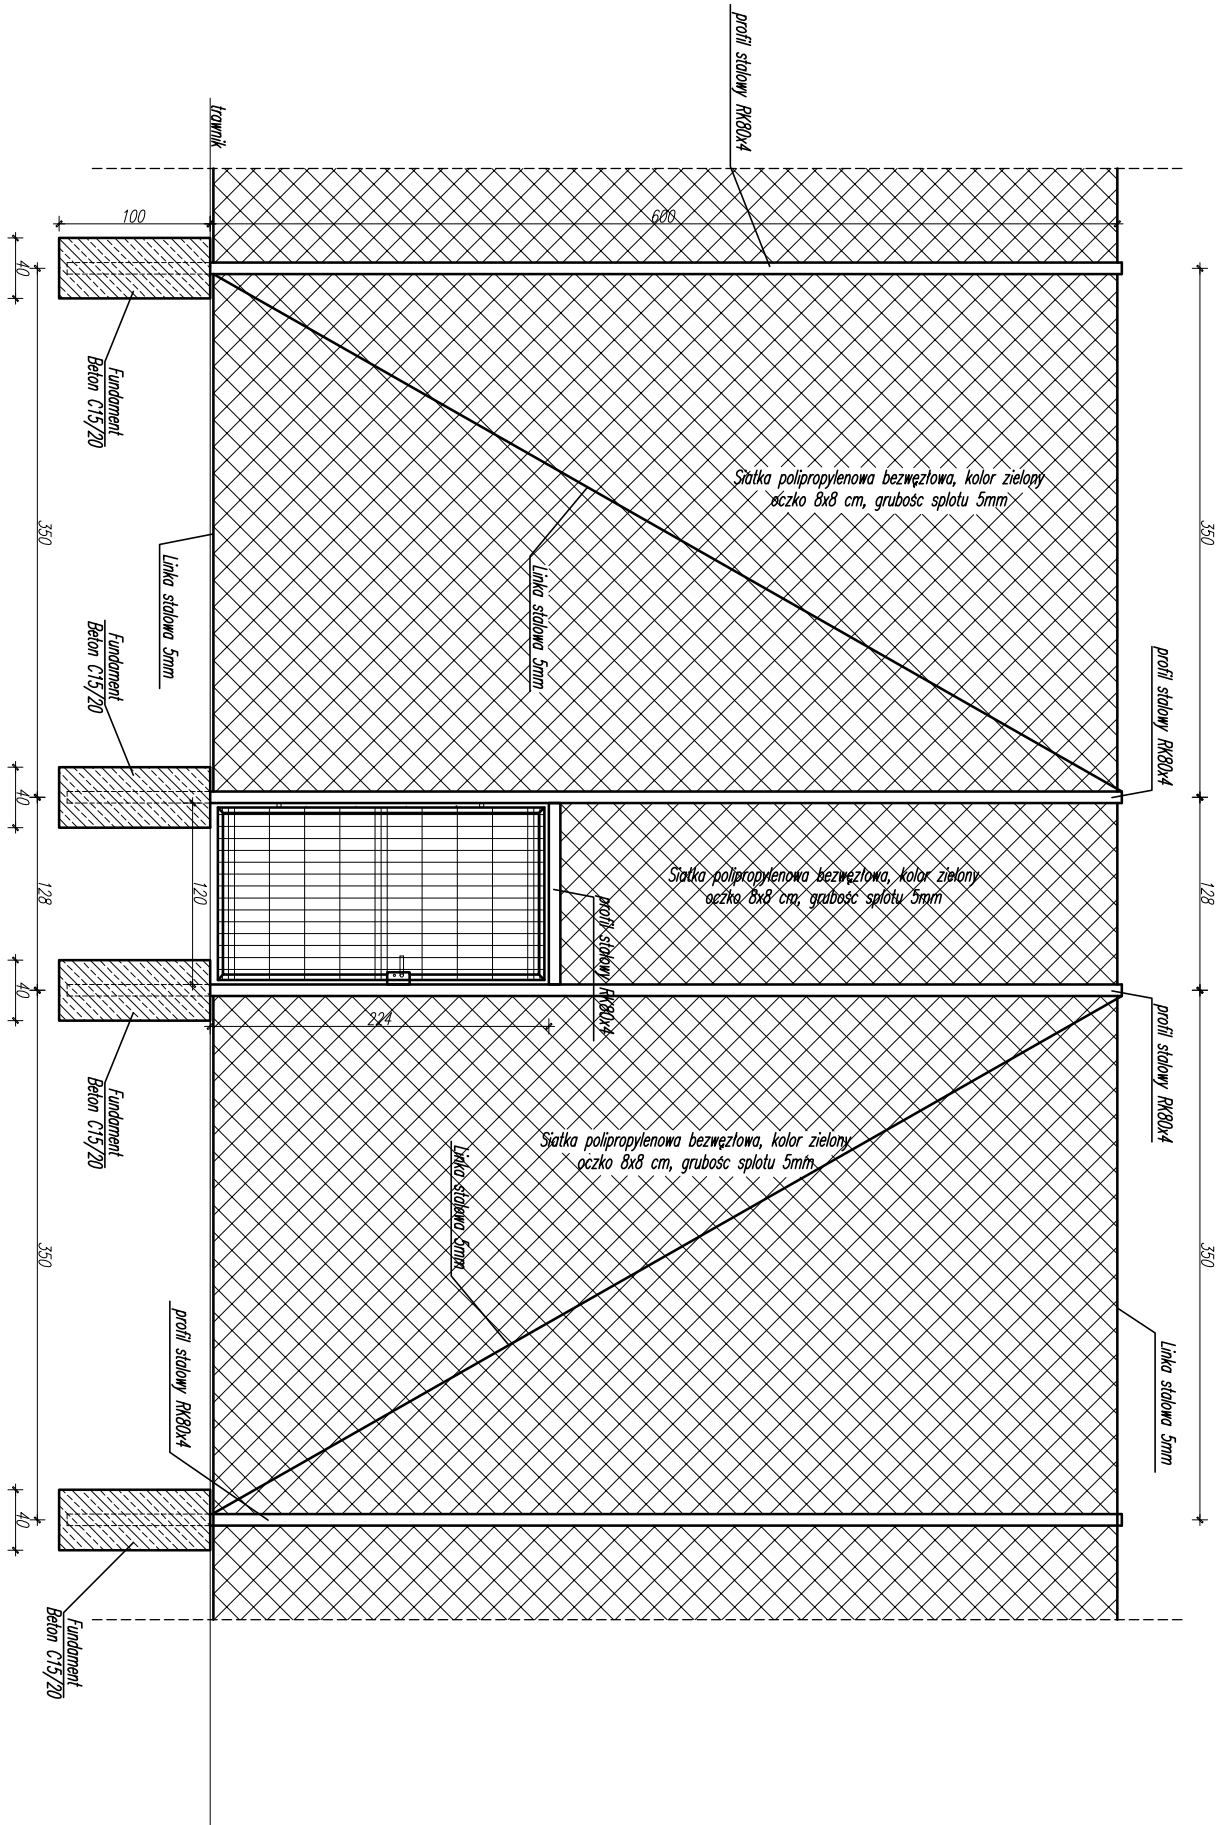 profil stalowy RK80x4
trawnik
100
600
40
Fundament
Beton C15/20
350
Linka stalowa 5mm
Siatka polipropylenowa bezwęzłowa, kolor zielony
oczko 8x8 cm, grubośc splotu 5mm
Linka stalowa 5mm
350
profil stalowy RK80x4
Fundament
Beton C15/20
40
128
120
Siatka polipropylenowa bezwęzłowa, kolor zielony
oczko 8x8 cm, grubość splotu 5mm
profil stalowy RK80x4
128
40
224
profil stalowy RK80x4
Fundament
Beton C15/20
350
Siatka polipropylenowa bezwęzłowa, kolor zielony
oczko 8x8 cm, grubośc splotu 5mm
Linka stalowa 5mm
350
Linka stalowa 5mm
profil stalowy RK80x4
40
Fundament
Beton C15/20